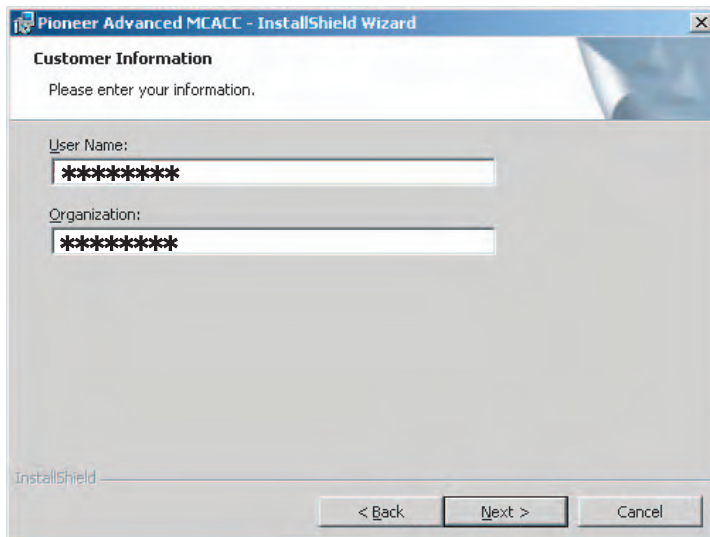 Pioneer Advanced MCACC - InstallShield Wizard
Customer Information
Please enter your information.
User Name:
********
Organization:
********
InstallShield
< Back Next > Cancel